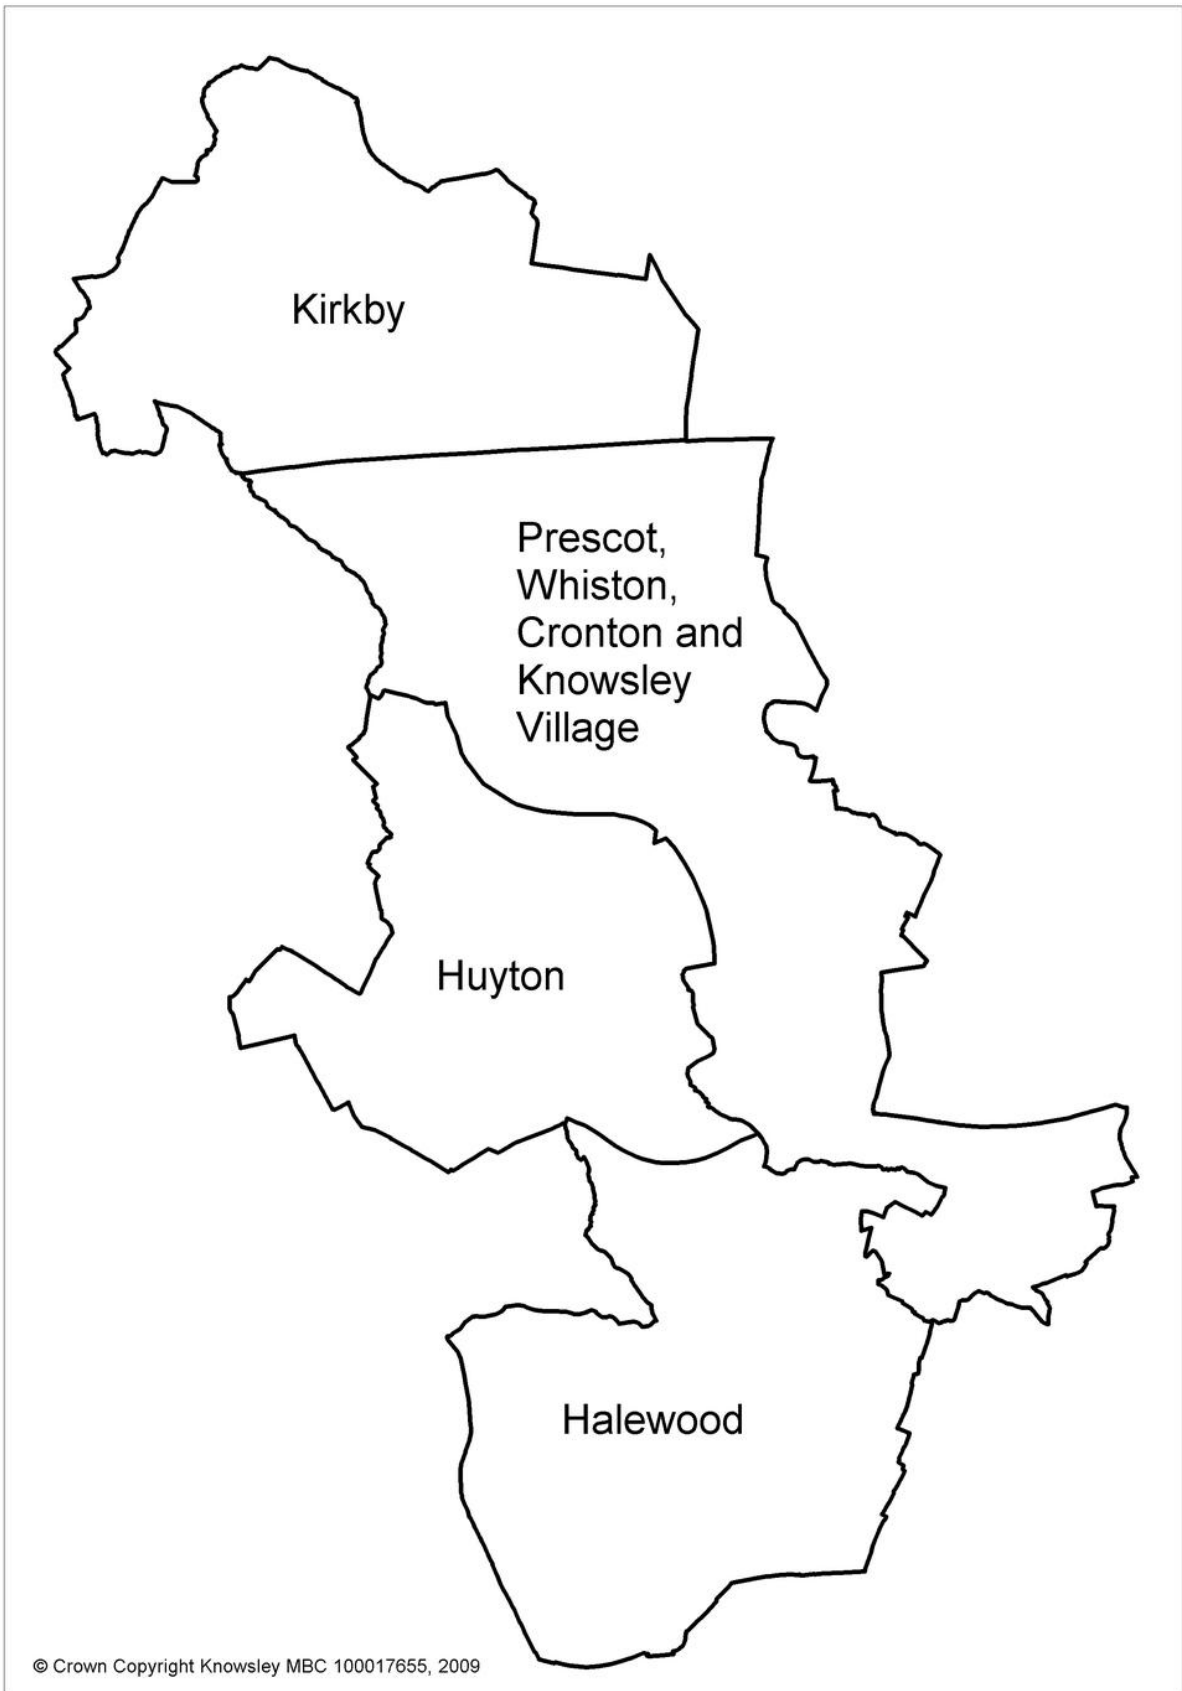 Kirkby
Prescot,
Whiston,
Cronton and
Knowsley
Village
Huyton
Halewood
© Crown Copyright Knowsley MBC 100017655, 2009